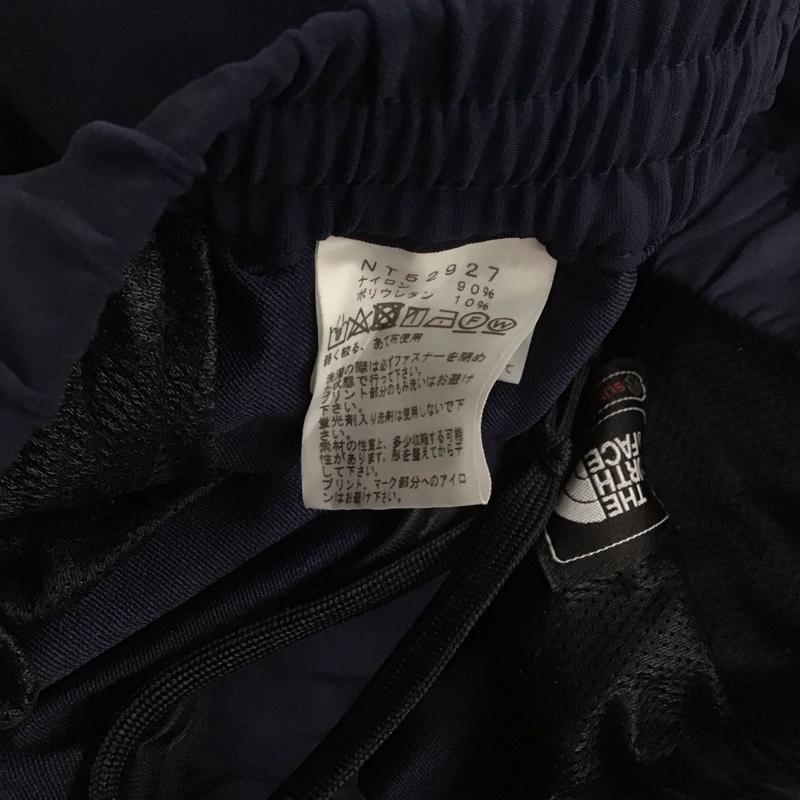 NT52927
ナイロン 90%
ポリウレタン 10%
F W
軽く絞る、あて布使用
洗濯の際は必ずファスナーを閉め
た状態で行って下さい。
プリント部分のもみ洗いはお避け
下さい。
蛍光剤入り洗剤は使用しないで下
さい。
素材の性質上、多少収縮する可能
性があります、形を整えてから干
して下さい。
プリント、マーク部分へのアイロ
ンはお避け下さい。
THE
NORTH
FACE